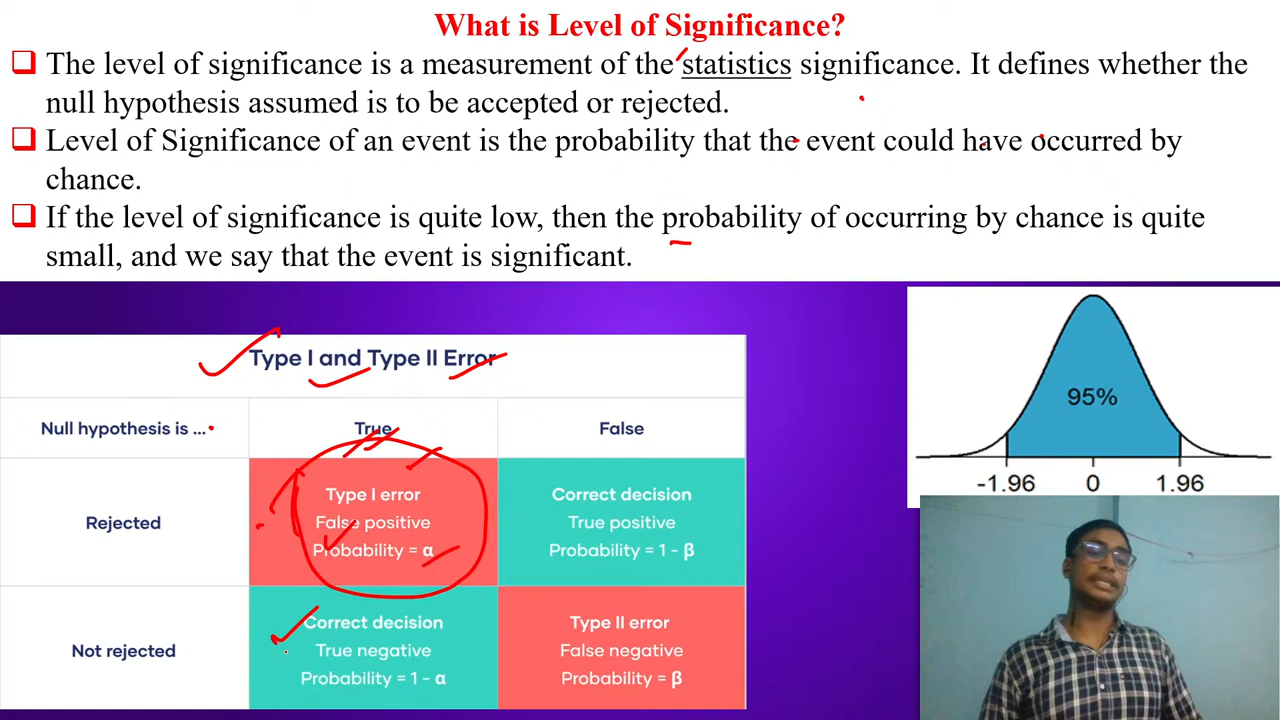 What is Level of Significance?
The level of significance is a measurement of the statistics significance. It defines whether the
null hypothesis assumed is to be accepted or rejected.
Level of Significance of an event is the probability that the event could have occurred by
chance.
If the level of significance is quite low, then the probability of occurring by chance is quite
small, and we say that the event is significant.
Type I and Type II Error
Null hypothesis is ...
True
False
Rejected
Type I error
False positive
Probability = α
Correct decision
True positive
Probability = 1 - β
Not rejected
Correct decision
True negative
Probability = 1 - α
Type II error
False negative
Probability = β
95%
-1.96 0 1.96